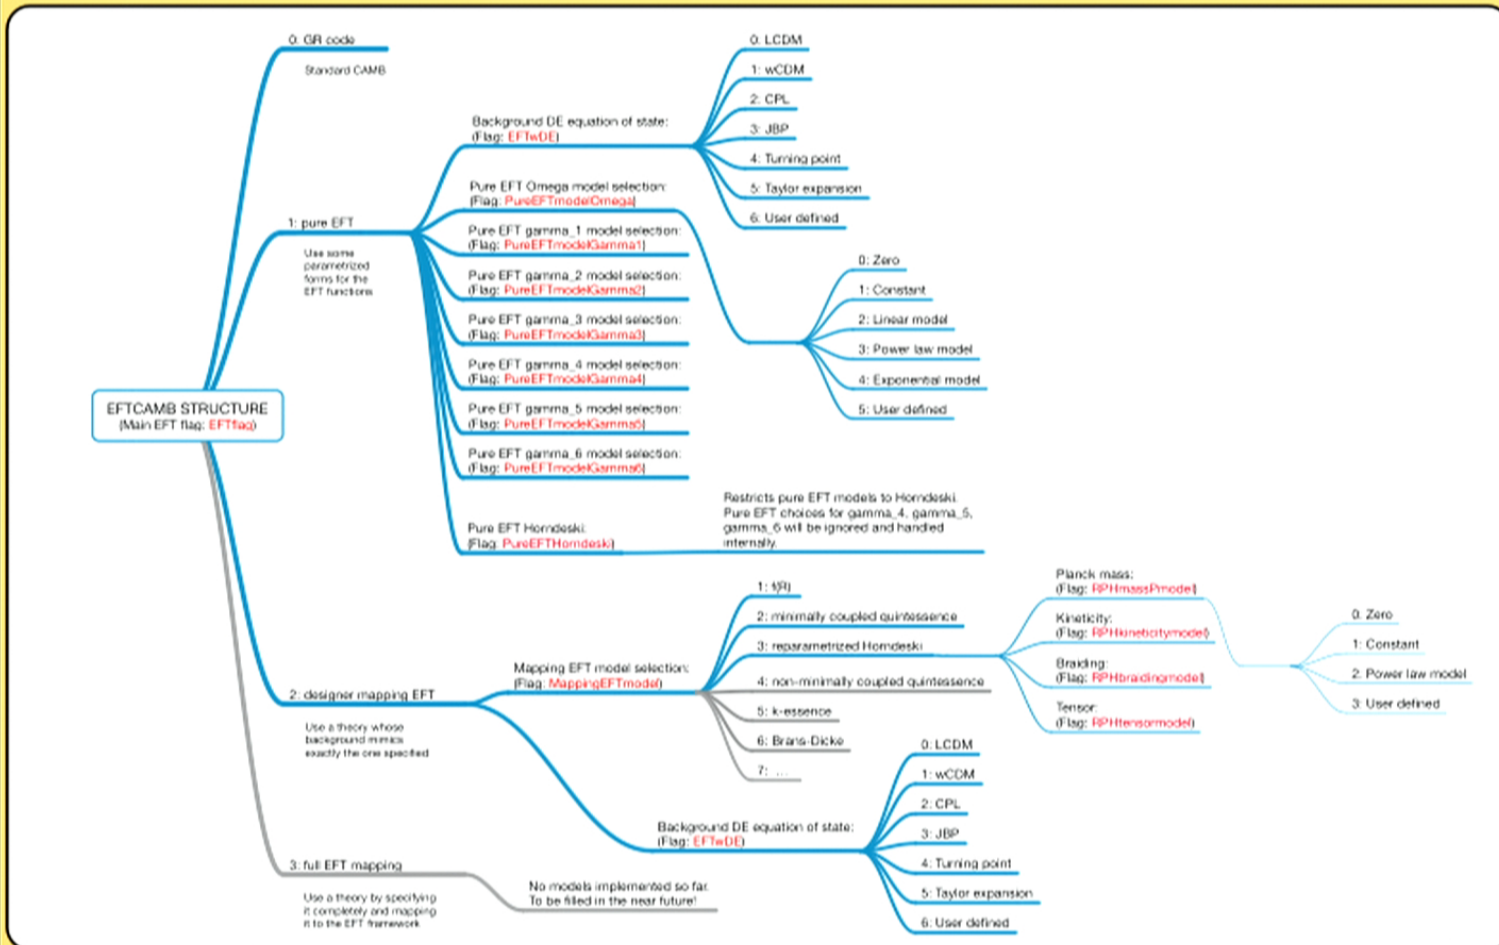 0: GR code
Standard CAMB
1: pure EFT
Use some
parametrized
forms for the
EFT functions
EFTCAMB STRUCTURE
(Main EFT flag: EFTflag)
2: designer mapping EFT
Use a theory whose
background mimics
exactly the one specified
3: full EFT mapping
Use a theory by specifying
it completely and mapping
it to the EFT framework
Background DE equation of state:
(Flag: EFTwDE)
0: LCDM
1: wCDM
2: CPL
3: JBP
4: Turning point
5: Taylor expansion
6: User defined
Pure EFT Omega model selection:
(Flag: PureEFTmodelOmega)
Pure EFT gamma_1 model selection:
(Flag: PureEFTmodelGamma1)
Pure EFT gamma_2 model selection:
(Flag: PureEFTmodelGamma2)
Pure EFT gamma_3 model selection:
(Flag: PureEFTmodelGamma3)
Pure EFT gamma_4 model selection:
(Flag: PureEFTmodelGamma4)
Pure EFT gamma_5 model selection:
(Flag: PureEFTmodelGamma5)
Pure EFT gamma_6 model selection:
(Flag: PureEFTmodelGamma6)
0: Zero
1: Constant
2: Linear model
3: Power law model
4: Exponential model
5: User defined
Pure EFT Horndeski:
(Flag: PureEFTHorndeski)
Restricts pure EFT models to Horndeski.
Pure EFT choices for gamma_4, gamma_5,
gamma_6 will be ignored and handled
internally.
Mapping EFT model selection:
(Flag: MappingEFTmodel)
1: f(R)
2: minimally coupled quintessence
3: reparametrized Horndeski
4: non-minimally coupled quintessence
5: k-essence
6: Brans-Dicke
7: ...
Planck mass:
(Flag: RPHmassPmodel)
Kineticity:
(Flag: RPHkineticitymodel)
Braiding:
(Flag: RPHbraidingmodel)
Tensor:
(Flag: RPHtensormodel)
0: Zero
1: Constant
2: Power law model
3: User defined
Background DE equation of state:
(Flag: EFTwDE)
0: LCDM
1: wCDM
2: CPL
3: JBP
4: Turning point
5: Taylor expansion
6: User defined
No models implemented so far.
To be filled in the near future!